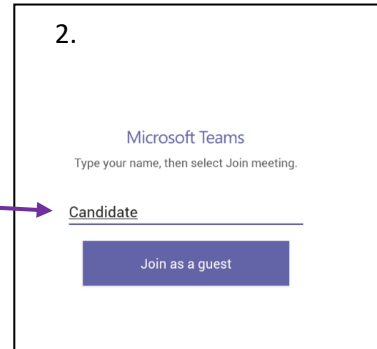 2.
Microsoft Teams
Type your name, then select Join meeting.
Candidate
Join as a guest